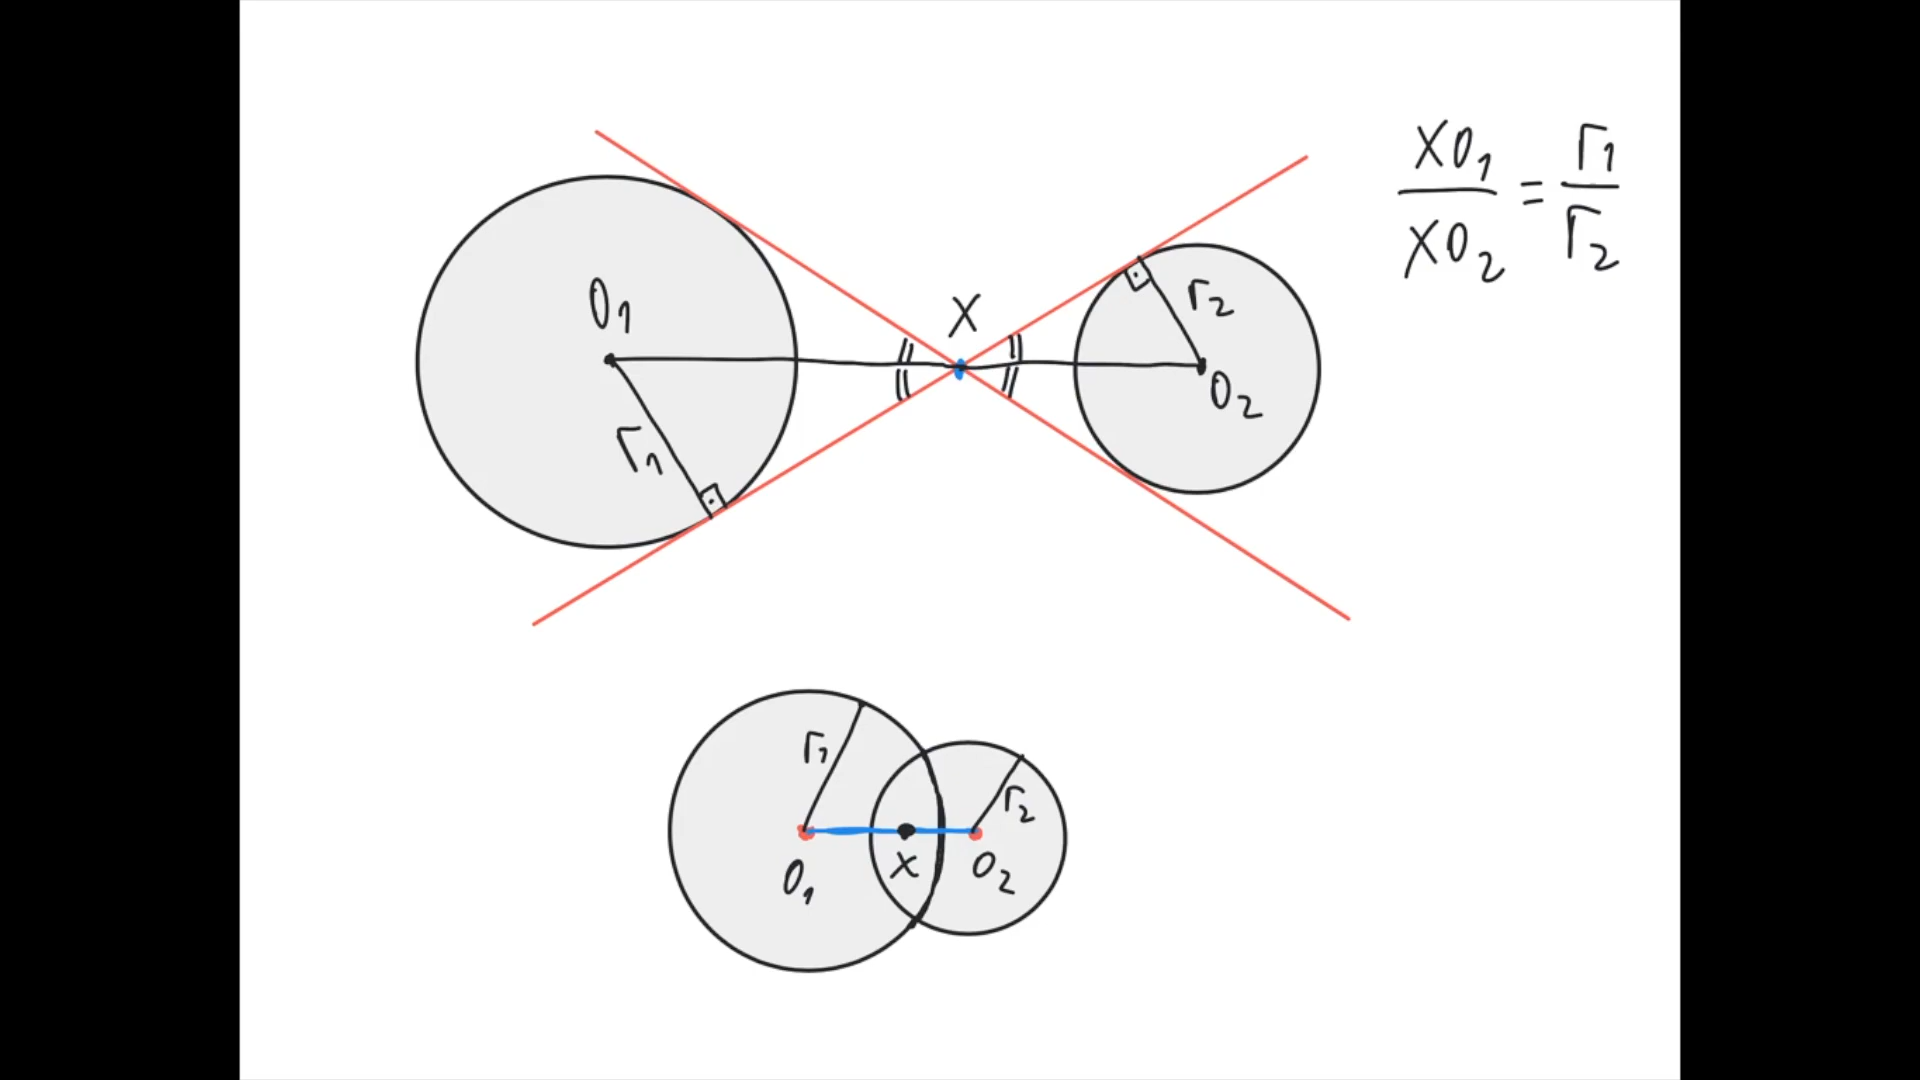 XO₁/XO₂ = r₁/r₂
O₁
X
r₂
O₂
r₁
r₁
r₂
O₁
X
O₂